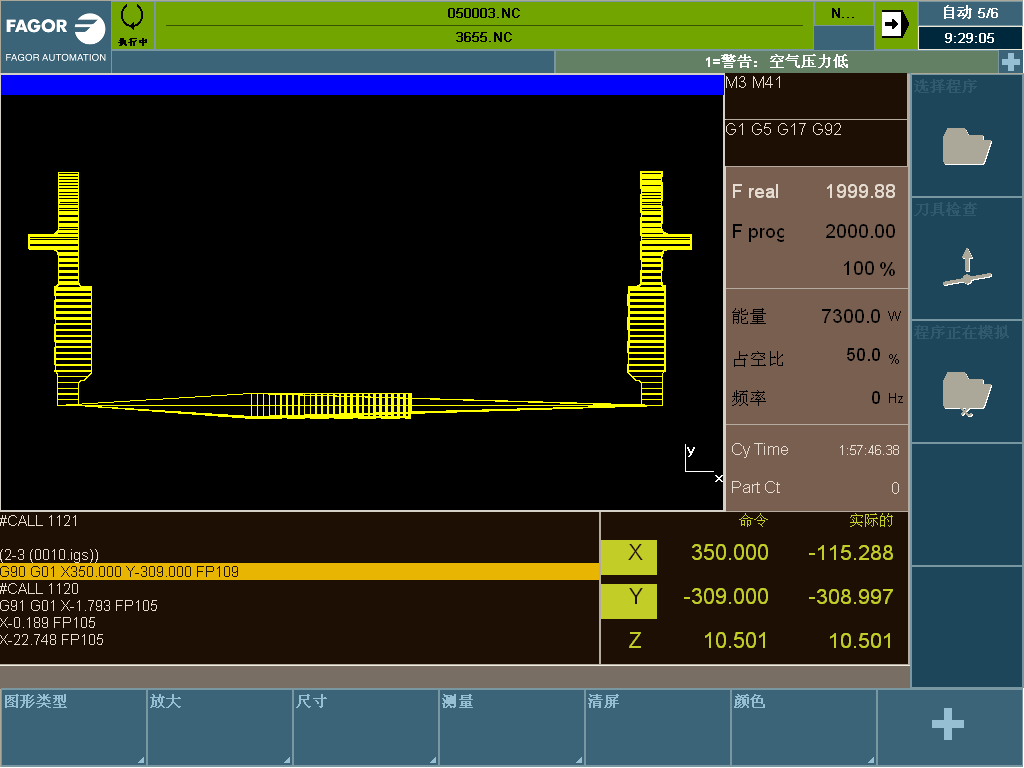 FAGOR
FAGOR AUTOMATION
执行中
050003.NC
3655.NC
N...
自动 5/6
9:29:05
1=警告: 空气压力低
M3 M41
G1 G5 G17 G92
F real 1999.88
F prog 2000.00
100 %
能量 7300.0 W
占空比 50.0 %
频率 0 Hz
Cy Time 1:57:46.38
Part Ct 0
选择程序
刀具检查
程序正在模拟
y
x
#CALL 1121
(2-3 (0010.igs))
G90 G01 X350.000 Y-309.000 FP109
#CALL 1120
G91 G01 X-1.793 FP105
X-0.189 FP105
X-22.748 FP105
命令 实际的
X 350.000 -115.288
Y -309.000 -308.997
Z 10.501 10.501
图形类型
放大
尺寸
测量
清屏
颜色